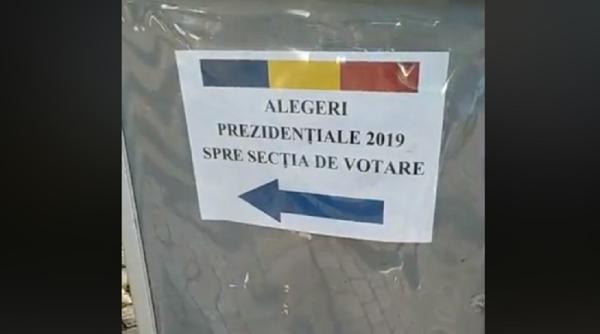 ALEGERI
PREZIDENȚIALE 2019
SPRE SECȚIA DE VOTARE